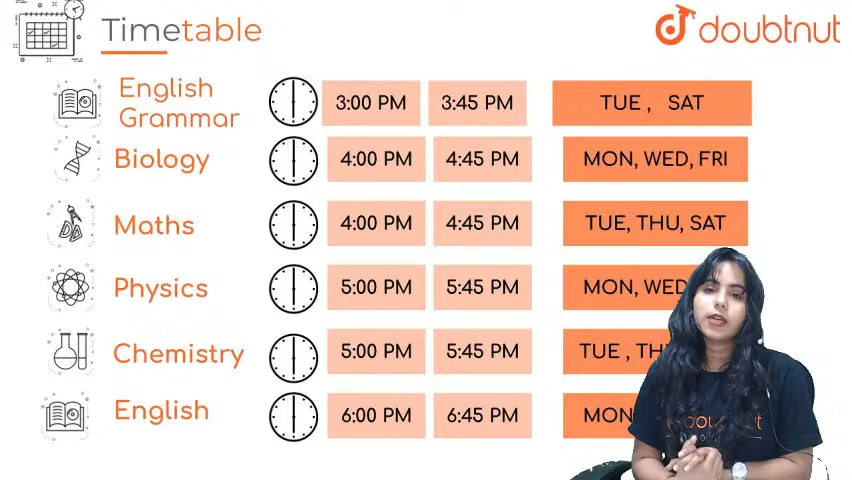 Timetable
doubtnut
English
Grammar
3:00 PM 3:45 PM TUE , SAT
Biology 4:00 PM 4:45 PM MON, WED, FRI
Maths 4:00 PM 4:45 PM TUE, THU, SAT
Physics 5:00 PM 5:45 PM MON, WED
Chemistry 5:00 PM 5:45 PM TUE ,
English 6:00 PM 6:45 PM MON